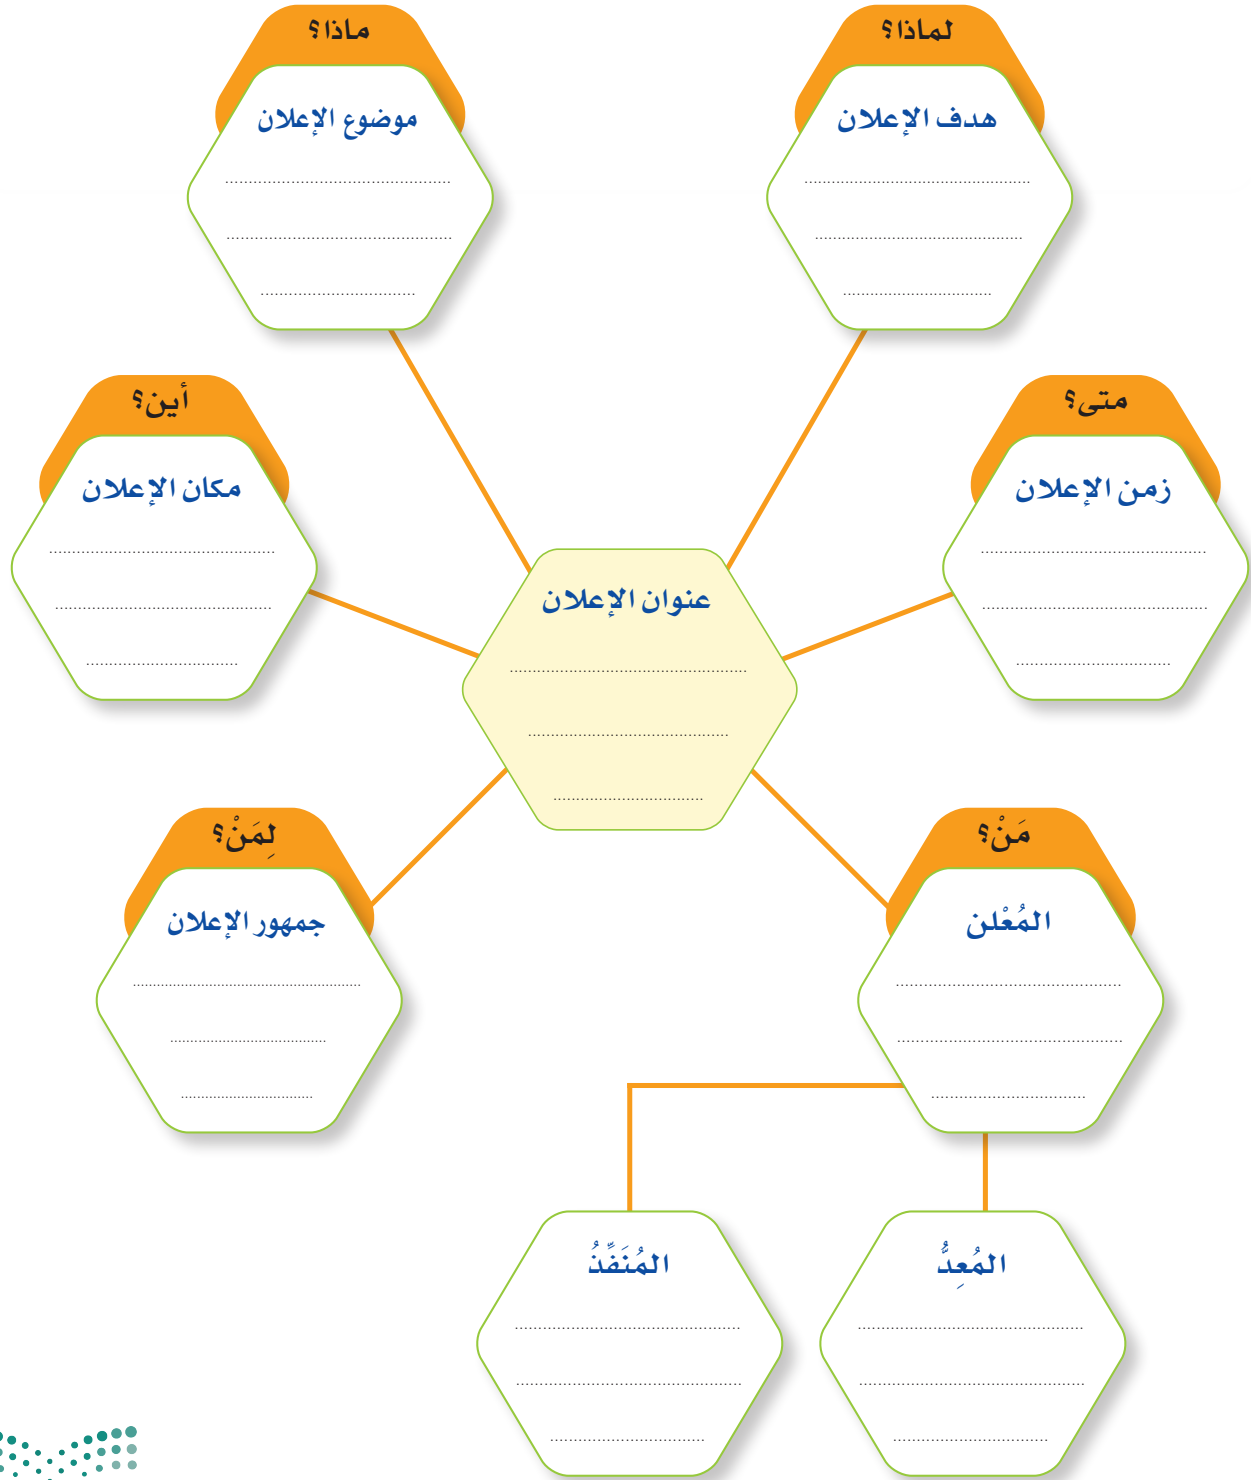 لماذا؟
هدف الإعلان
ماذا؟
موضوع الإعلان
متى؟
زمن الإعلان
أين؟
مكان الإعلان
عنوان الإعلان
مَنْ؟
المُعْلن
لِمَنْ؟
جمهور الإعلان
المُعِدُّ
المُنَفِّذُ